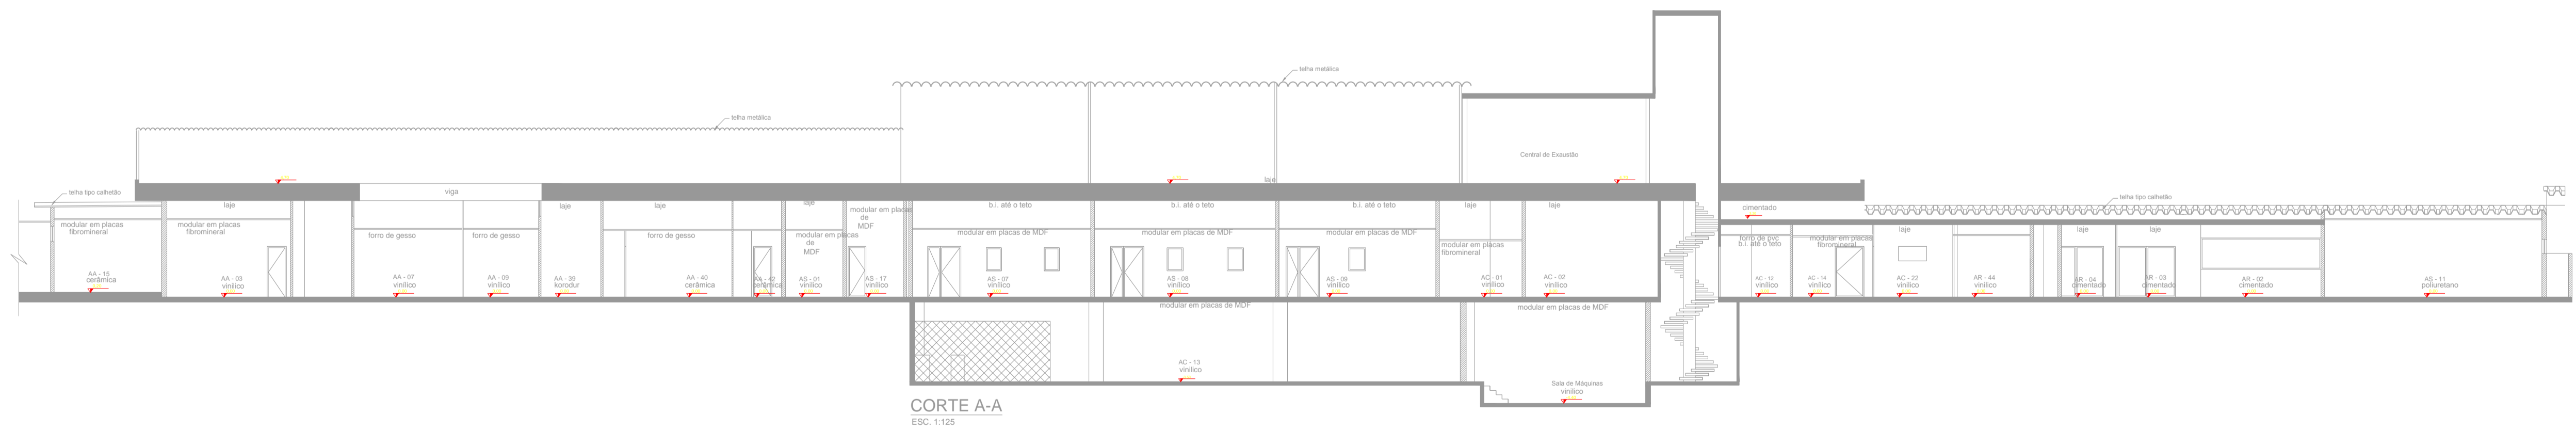 telha metálica
telha metálica
Central de Exaustão
laje
telha tipo calhetão
viga
telha tipo calhetão
laje
laje
laje
laje
modular em placas
de
MDF
b.i. até o teto
b.i. até o teto
b.i. até o teto
laje
laje
cimentado
modular em placas
fibromineral
modular em placas
fibromineral
forro de gesso
forro de gesso
forro de gesso
modular em placas
de
MDF
modular em placas de MDF
modular em placas de MDF
modular em placas de MDF
modular em placas
fibromineral
forro de pvc
b.i. até o teto
modular em placas
fibromineral
laje
laje
laje
AA - 15
cerâmica
AA - 03
vinílico
AA - 07
vinílico
AA - 09
vinílico
AA - 39
korodur
AA - 40
cerâmica
AA - 42
cerâmica
AS - 01
vinílico
AS - 17
vinílico
AS - 07
vinílico
AS - 08
vinílico
AS - 09
vinílico
AC - 01
vinílico
AC - 02
vinílico
AC - 12
vinílico
AC - 14
vinílico
AC - 22
vinílico
AR - 44
vinílico
AR - 04
cimentado
AR - 03
cimentado
AR - 02
cimentado
AS - 11
poliuretano
modular em placas de MDF
modular em placas de MDF
modular em placas de MDF
AC - 13
vinílico
Sala de Máquinas
vinílico
CORTE A-A
ESC. 1:125